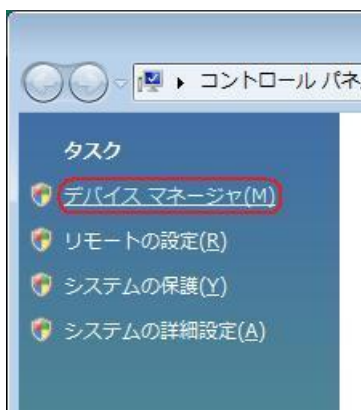 コントロール パネ
タスク
デバイス マネージャ(M)
リモートの設定(R)
システムの保護(Y)
システムの詳細設定(A)